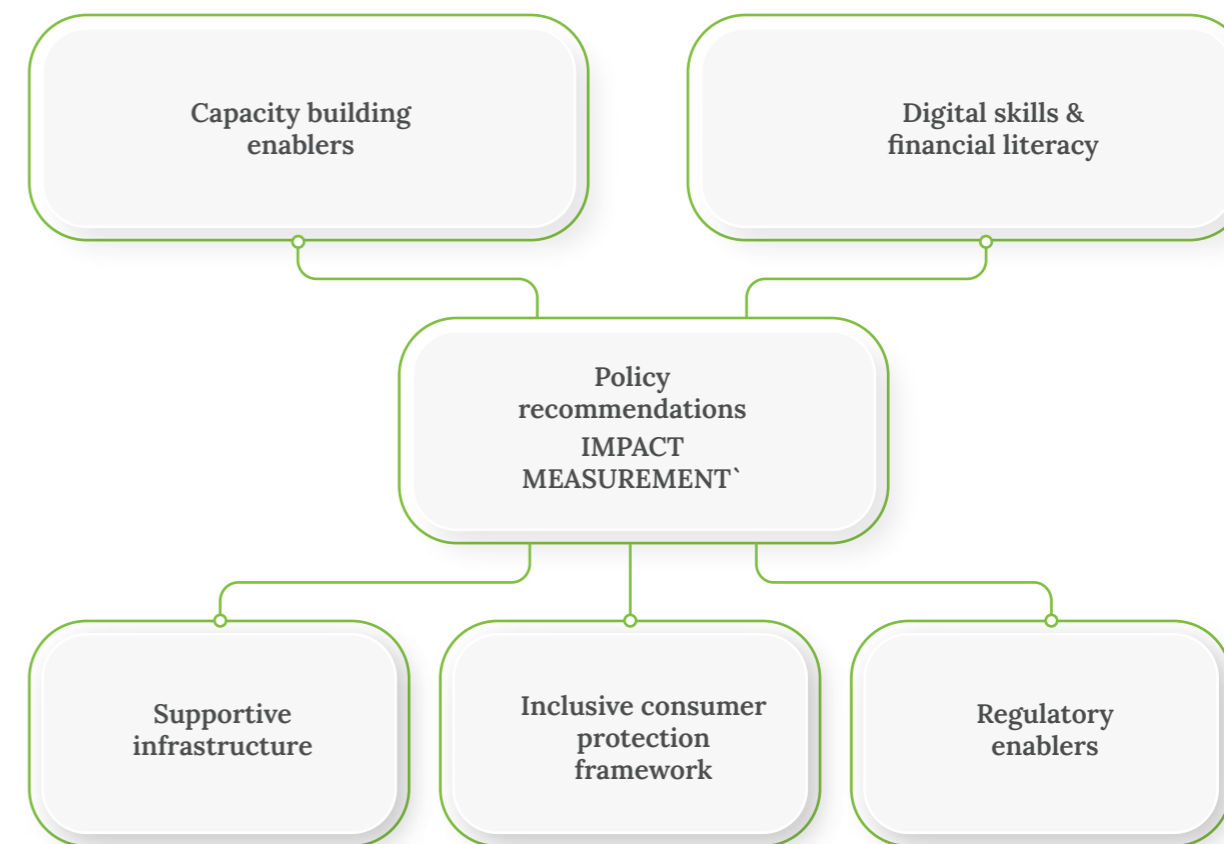 Capacity building
enablers
Digital skills &
financial literacy
Policy
recommendations
IMPACT
MEASUREMENT`
Supportive
infrastructure
Inclusive consumer
protection
framework
Regulatory
enablers